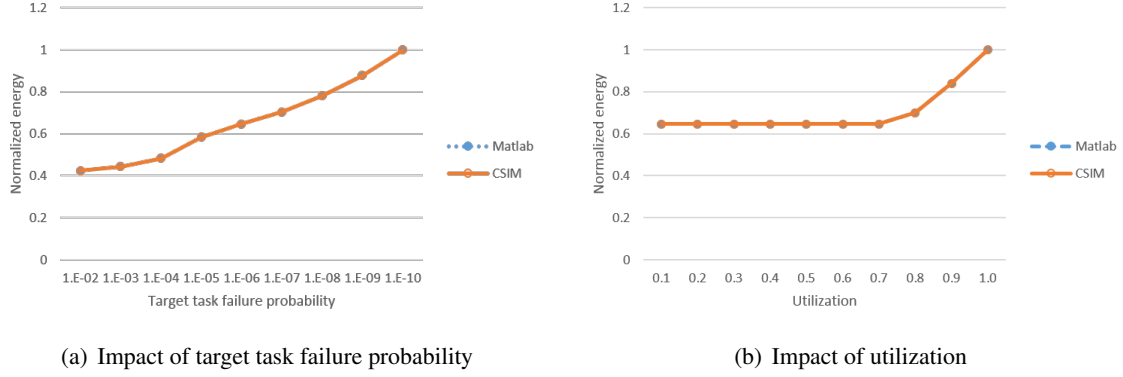 1.2
1
0.8
0.6
0.4
0.2
0
Normalized energy
1.E-02 1.E-03 1.E-04 1.E-05 1.E-06 1.E-07 1.E-08 1.E-09 1.E-10
Target task failure probability
Matlab
CSIM
(a) Impact of target task failure probability
1.2
1
0.8
0.6
0.4
0.2
0
Normalized energy
0.1 0.2 0.3 0.4 0.5 0.6 0.7 0.8 0.9 1.0
Utilization
Matlab
CSIM
(b) Impact of utilization